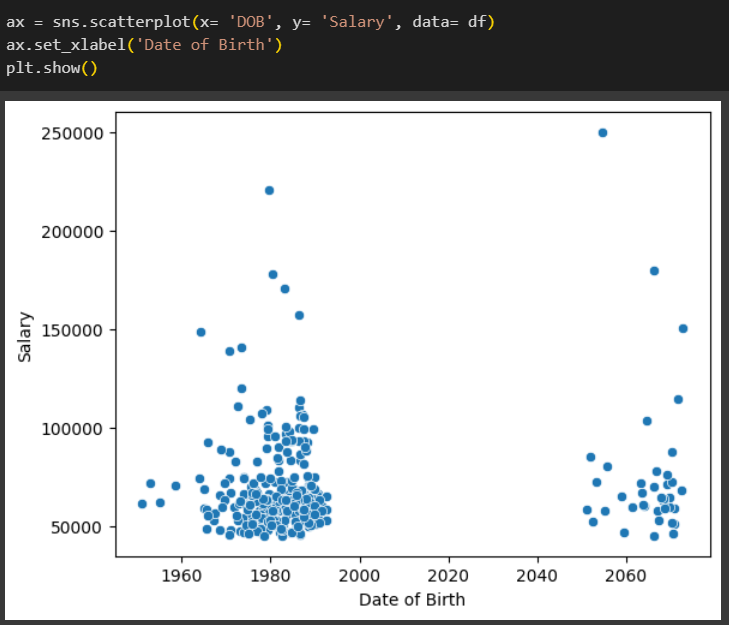 ax = sns.scatterplot(x= 'DOB', y= 'Salary', data= df)
ax.set_xlabel('Date of Birth')
plt.show()
250000
200000
150000
100000
50000
Salary
1960 1980 2000 2020 2040 2060
Date of Birth